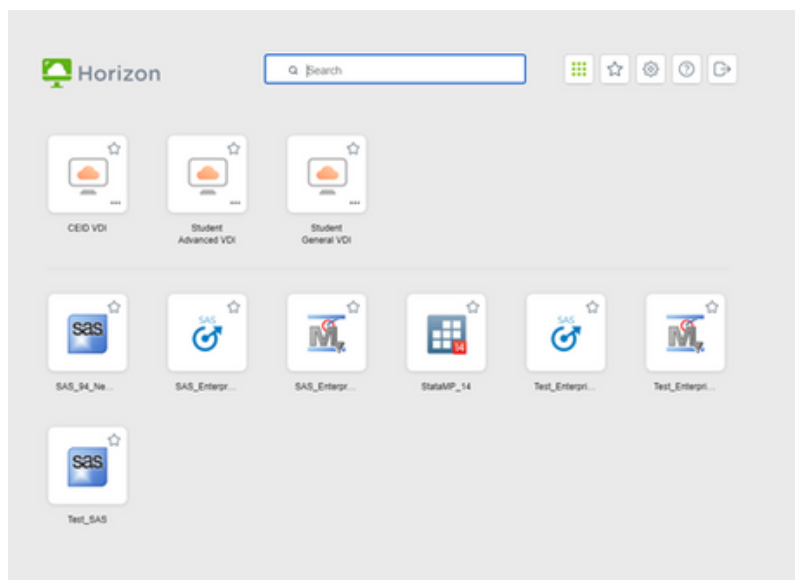 Horizon
Search
CEID VDI
Student
Advanced VDI
Student
General VDI
sas
SAS
M
14
SAS
M
SAS_94_Ne...
SAS_Enterpr...
SAS_Enterpr...
StataMP_14
Test_Enterpri...
Test_Enterpri...
sas
Test_SAS